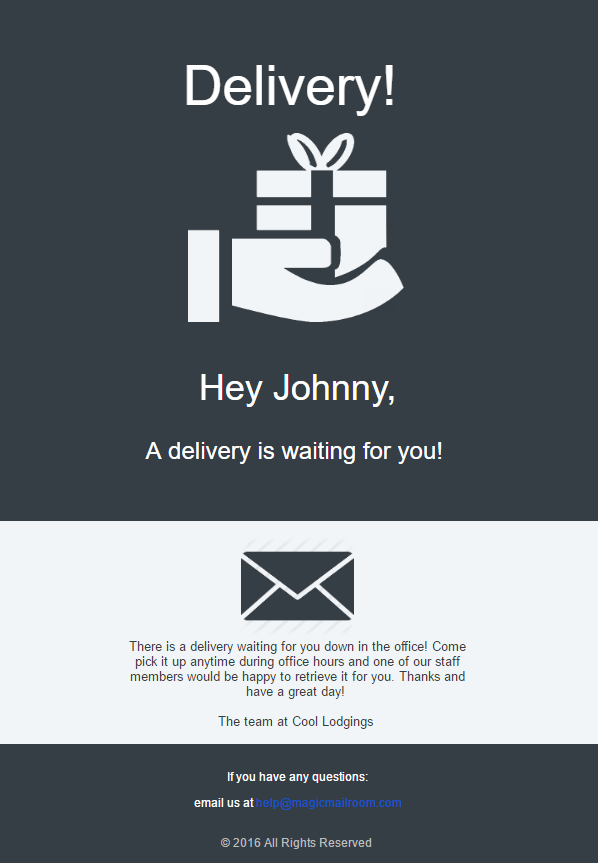 Delivery!
Hey Johnny,
A delivery is waiting for you!
There is a delivery waiting for you down in the office! Come
pick it up anytime during office hours and one of our staff
members would be happy to retrieve it for you. Thanks and
have a great day!
The team at Cool Lodgings
If you have any questions:
email us at help@magicmailroom.com
© 2016 All Rights Reserved